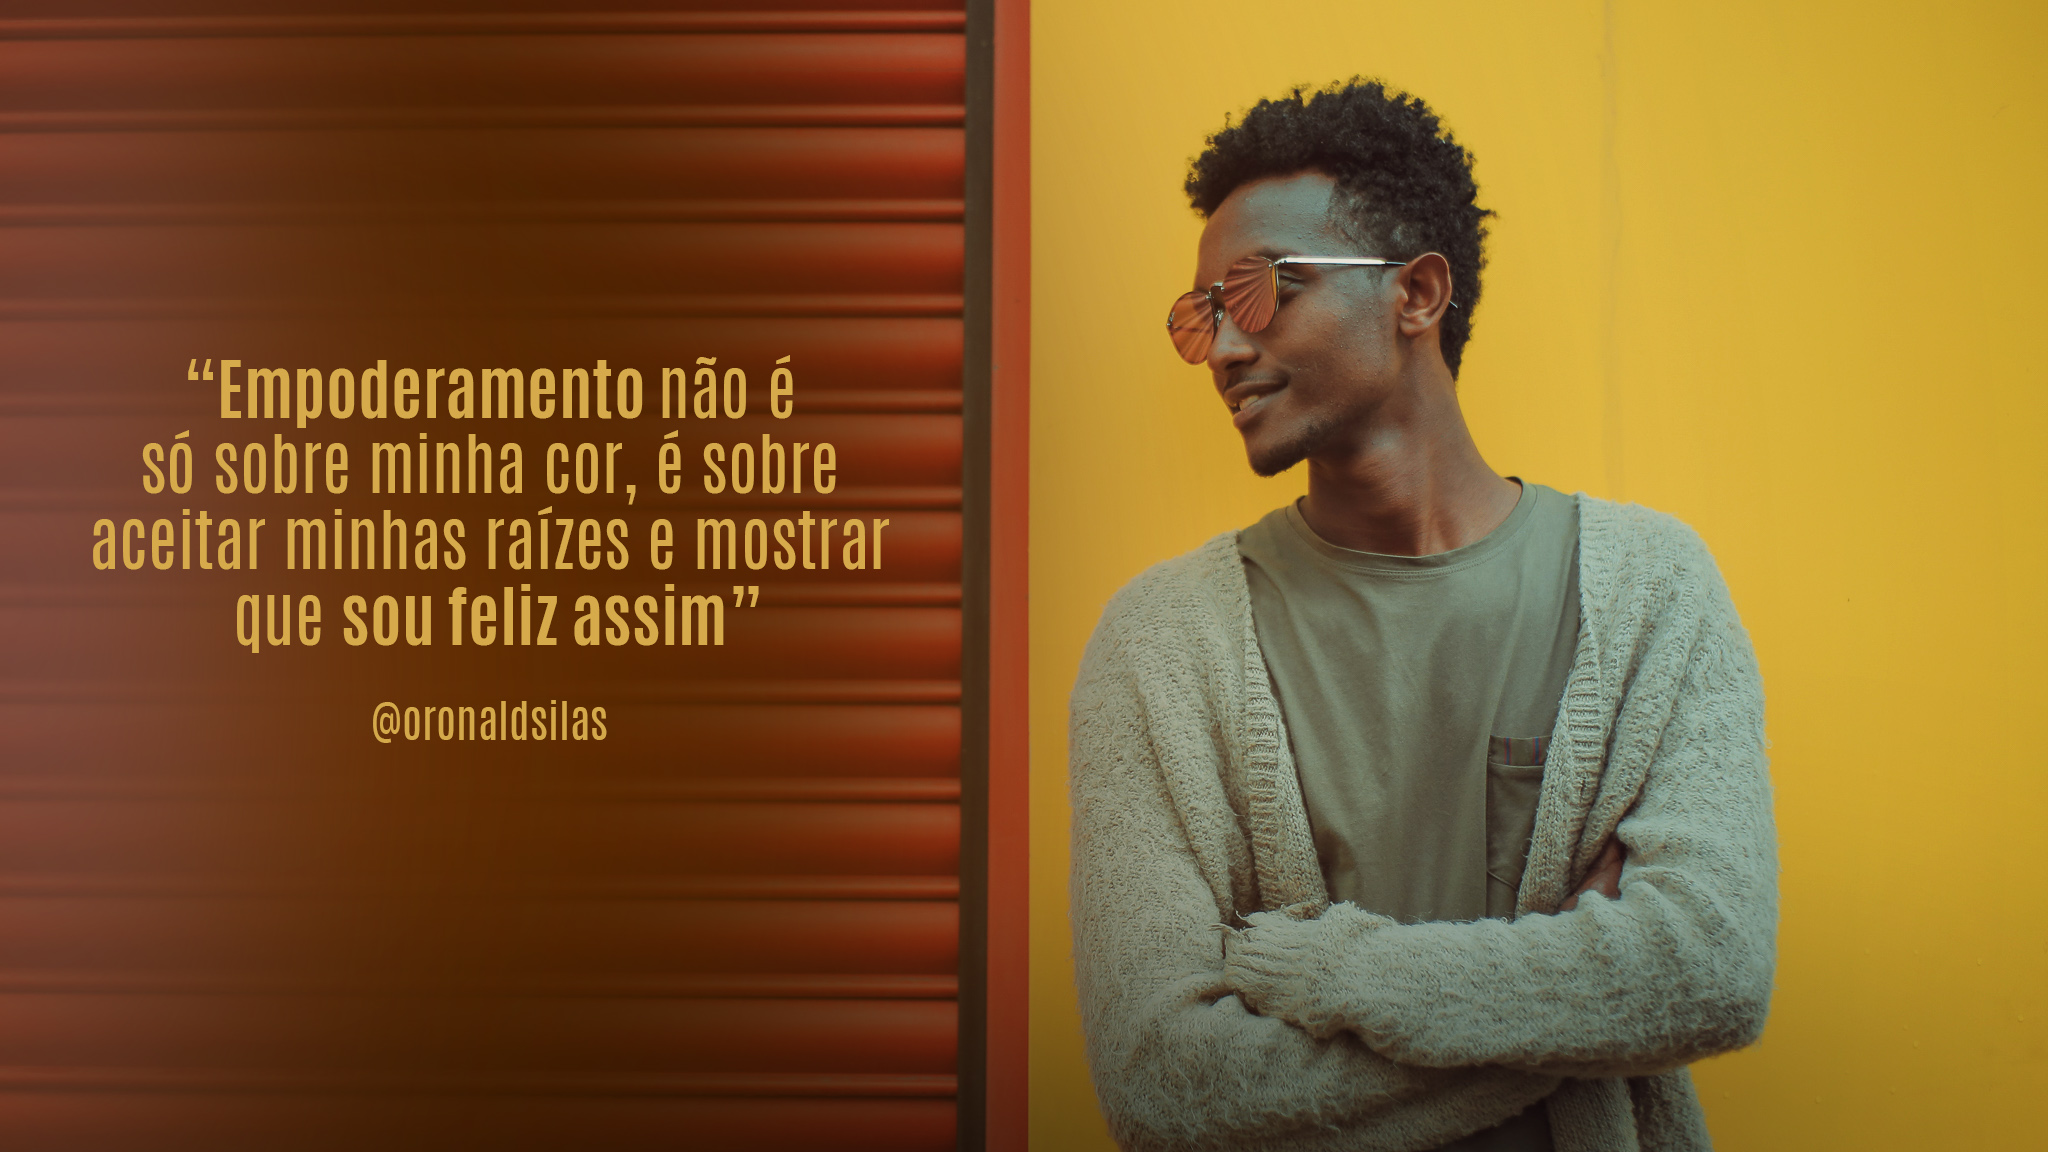 “Empoderamento não é
só sobre minha cor, é sobre
aceitar minhas raízes e mostrar
que sou feliz assim”
@oronaldsilas